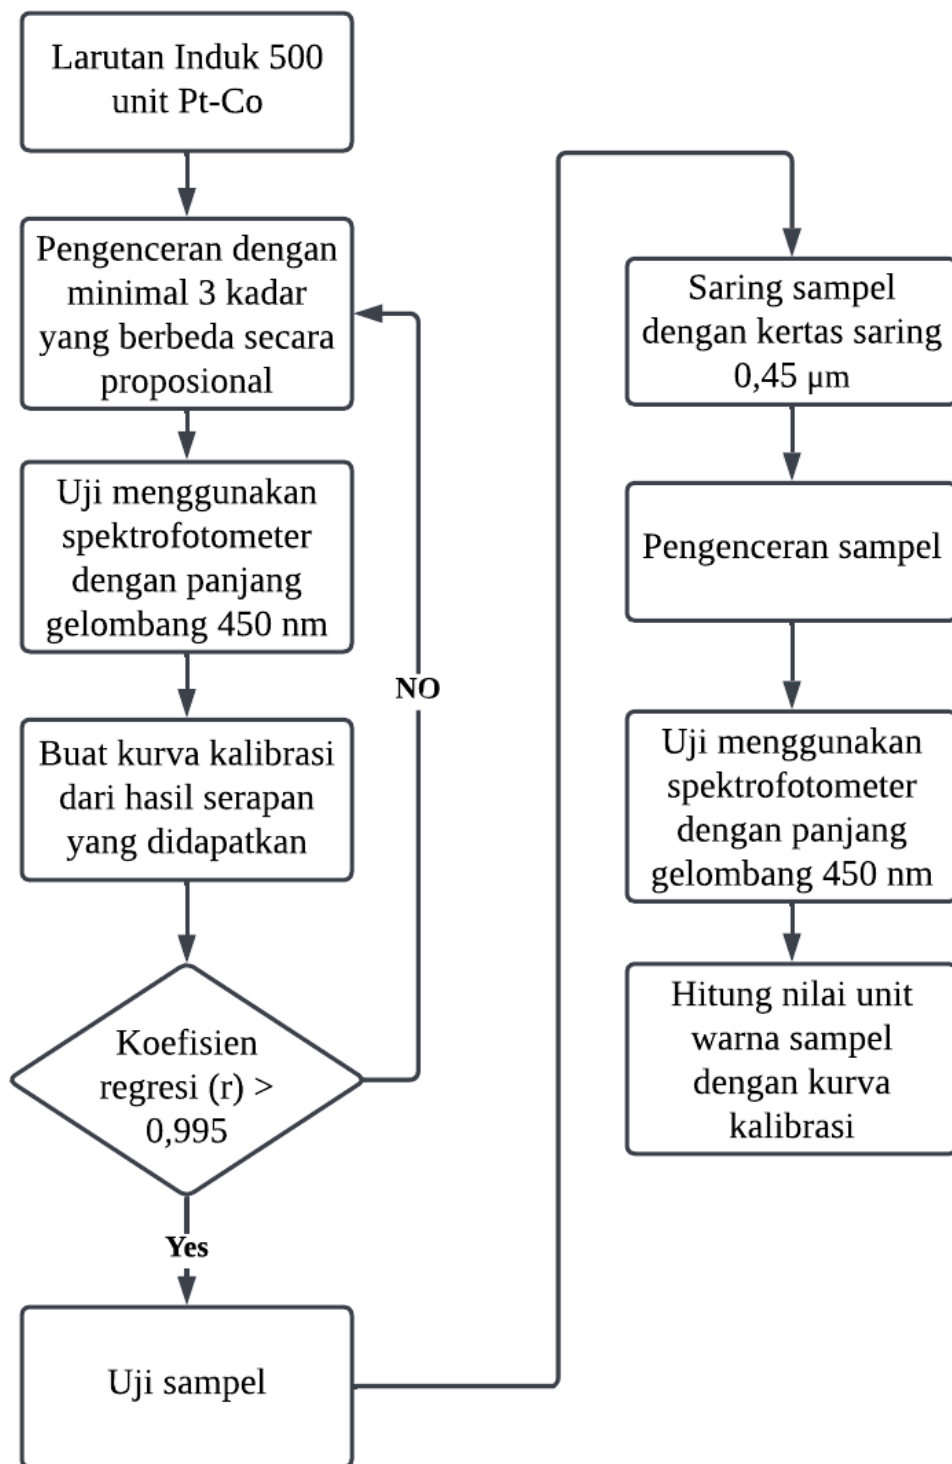 Larutan Induk 500
unit Pt-Co
Pengenceran dengan
minimal 3 kadar
yang berbeda secara
proposional
Uji menggunakan
spektrofotometer
dengan panjang
gelombang 450 nm
NO
Buat kurva kalibrasi
dari hasil serapan
yang didapatkan
Koefisien
regresi (r) >
0,995
Yes
Uji sampel
Saring sampel
dengan kertas saring
0,45 μm
Pengenceran sampel
Uji menggunakan
spektrofotometer
dengan panjang
gelombang 450 nm
Hitung nilai unit
warna sampel
dengan kurva
kalibrasi